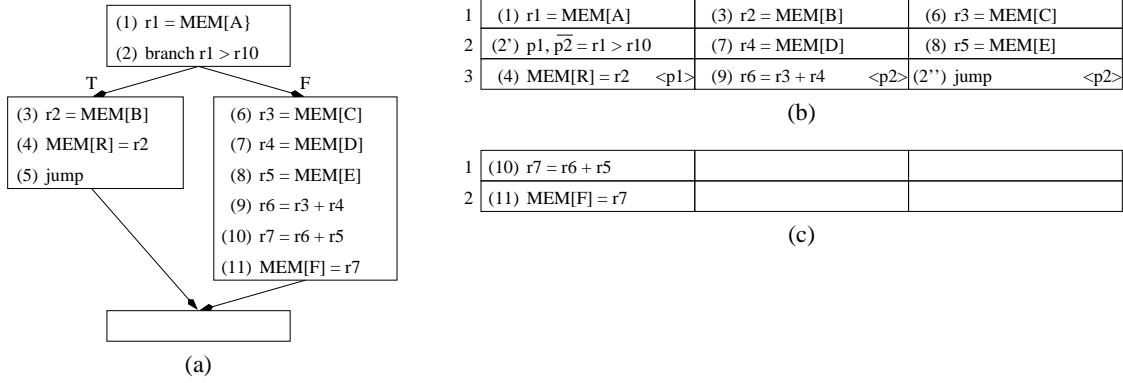 (1) r1 = MEM[A}
(2) branch r1 > r10
T F
(3) r2 = MEM[B]
(4) MEM[R] = r2
(5) jump
(6) r3 = MEM[C]
(7) r4 = MEM[D]
(8) r5 = MEM[E]
(9) r6 = r3 + r4
(10) r7 = r6 + r5
(11) MEM[F] = r7
(a)
1 (1) r1 = MEM[A] (3) r2 = MEM[B] (6) r3 = MEM[C]
2 (2') p1, p2̅ = r1 > r10 (7) r4 = MEM[D] (8) r5 = MEM[E]
3 (4) MEM[R] = r2 <p1> (9) r6 = r3 + r4 <p2> (2'') jump <p2>
(b)
1 (10) r7 = r6 + r5
2 (11) MEM[F] = r7
(c)